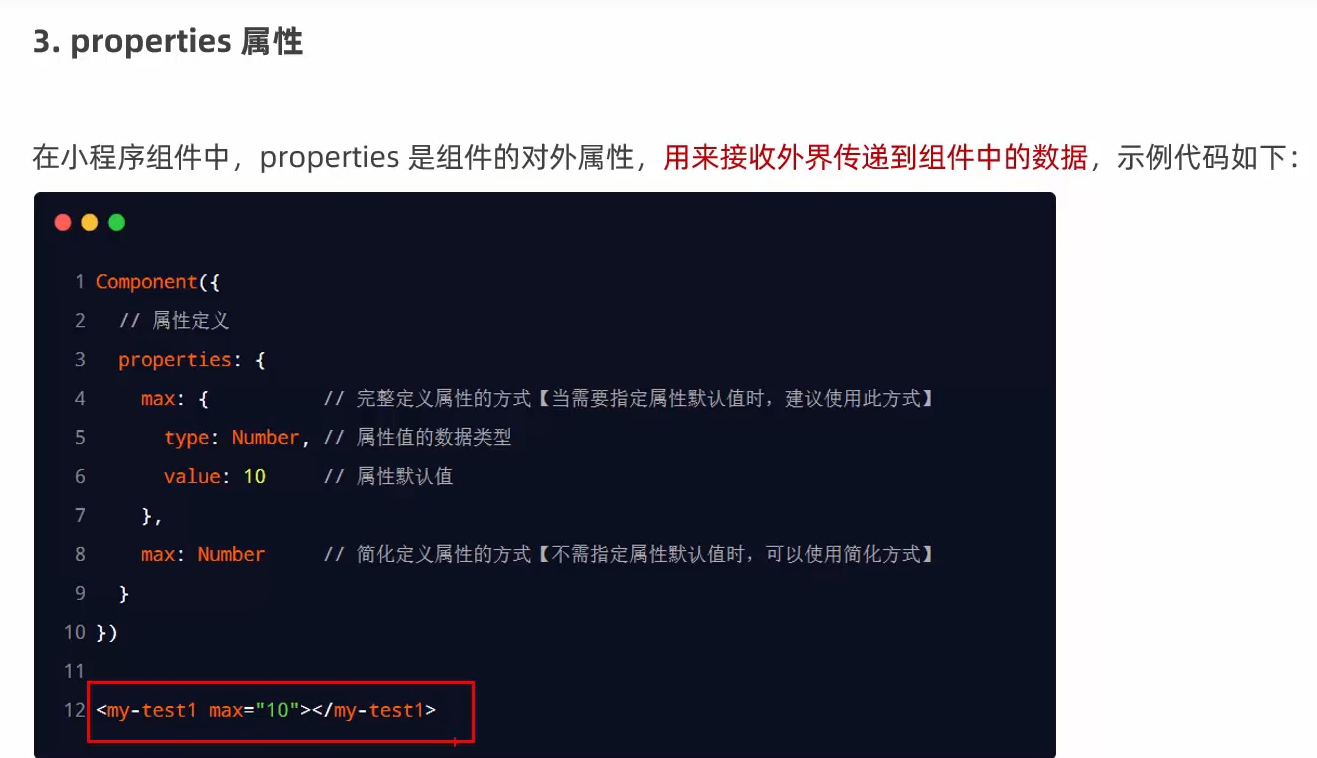 3. properties 属性
在小程序组件中，properties 是组件的对外属性，用来接收外界传递到组件中的数据，示例代码如下：
1 Component({
2   // 属性定义
3   properties: {
4     max: {          // 完整定义属性的方式【当需要指定属性默认值时，建议使用此方式】
5       type: Number, // 属性值的数据类型
6       value: 10     // 属性默认值
7     },
8     max: Number     // 简化定义属性的方式【不需指定属性默认值时，可以使用简化方式】
9   }
10 })
11
12 <my-test1 max="10"></my-test1>